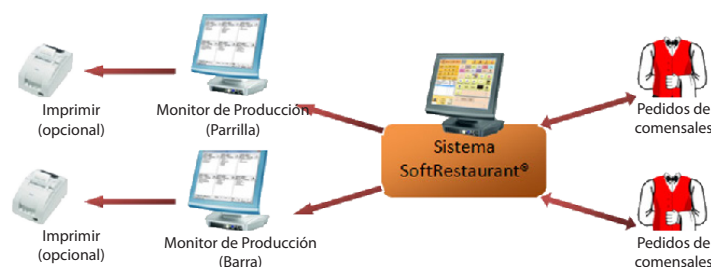 Imprimir
(opcional)
Monitor de Producción
(Parrilla)
Sistema
SoftRestaurant®
Pedidos de
comensales
Imprimir
(opcional)
Monitor de Producción
(Barra)
Pedidos de
comensales